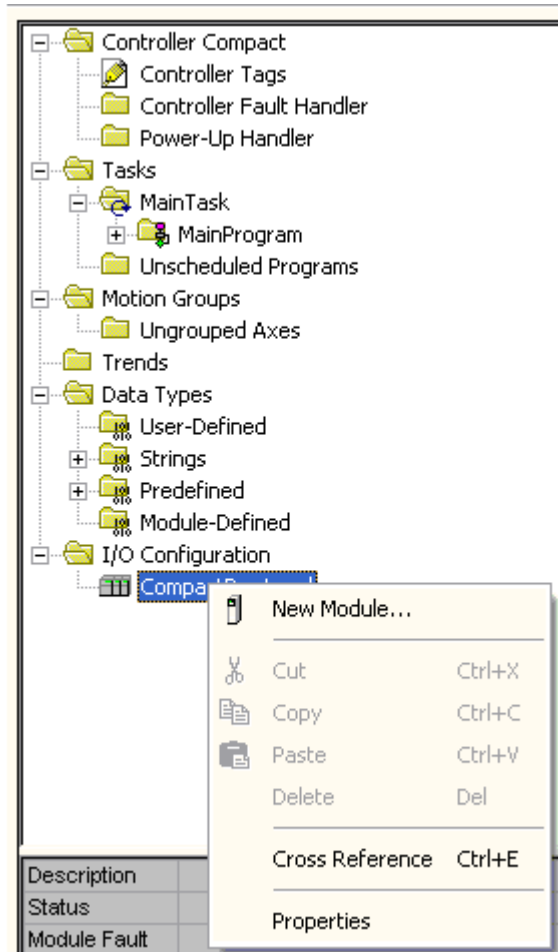 Controller Compact
Controller Tags
Controller Fault Handler
Power-Up Handler
Tasks
MainTask
MainProgram
Unscheduled Programs
Motion Groups
Ungrouped Axes
Trends
Data Types
User-Defined
Strings
Predefined
Module-Defined
I/O Configuration
New Module...
Cut Ctrl+X
Copy Ctrl+C
Paste Ctrl+V
Delete Del
Cross Reference Ctrl+E
Properties
Description
Status
Module Fault